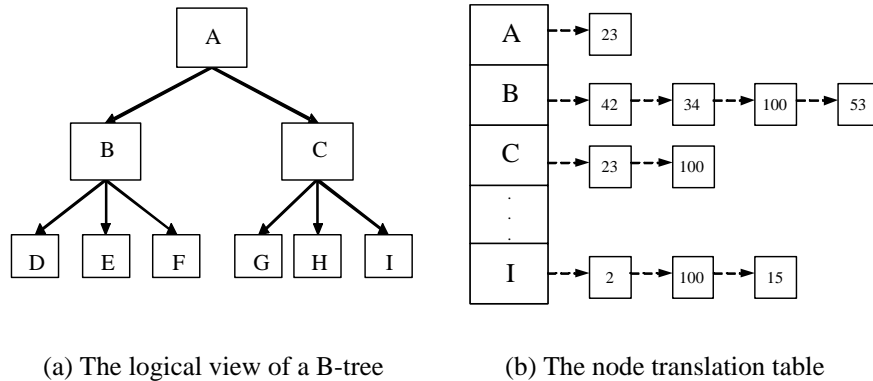 A
B C
D E F G H I
(a) The logical view of a B-tree
A 23
B 42 34 100 53
C 23 100
.
.
.
I 2 100 15
(b) The node translation table